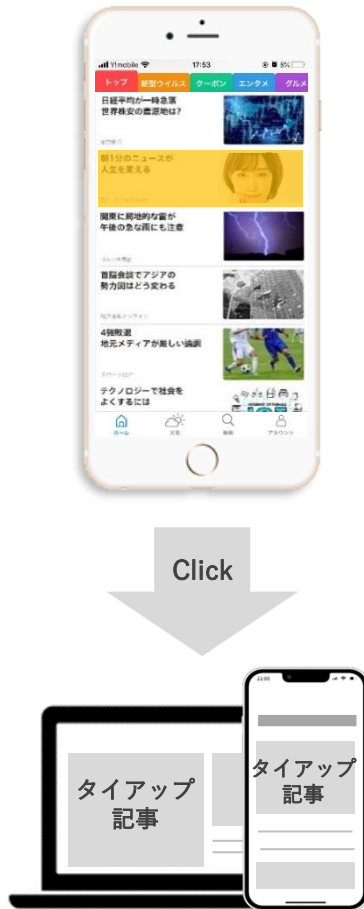 Y!mobile 17:53 8%
トップ 新型ウイルス クーポン エンタメ グルメ
日経平均が一時急落
世界株安の震源地は?
朝1分のニュースが
人生を変える
関東に局地的な雷が
午後の急な雨にも注意
首脳会談でアジアの
勢力図はどう変わる
4強敗退
地元メディアが厳しい論調
テクノロジーで社会を
よくするには
ホーム 天気 検索 アカウント
Click
22:00
タイアップ
記事
タイアップ
記事